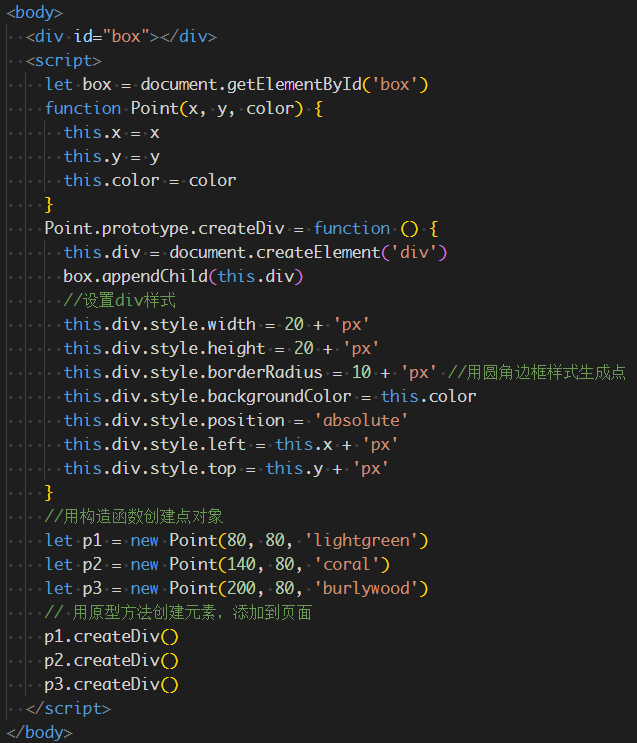 <body>
<div id="box"></div>
<script>
let box = document.getElementById('box')
function Point(x, y, color) {
this.x = x
this.y = y
this.color = color
}
Point.prototype.createDiv = function () {
this.div = document.createElement('div')
box.appendChild(this.div)
//设置div样式
this.div.style.width = 20 + 'px'
this.div.style.height = 20 + 'px'
this.div.style.borderRadius = 10 + 'px' //用圆角边框样式生成点
this.div.style.backgroundColor = this.color
this.div.style.position = 'absolute'
this.div.style.left = this.x + 'px'
this.div.style.top = this.y + 'px'
}
//用构造函数创建点对象
let p1 = new Point(80, 80, 'lightgreen')
let p2 = new Point(140, 80, 'coral')
let p3 = new Point(200, 80, 'burlywood')
// 用原型方法创建元素，添加到页面
p1.createDiv()
p2.createDiv()
p3.createDiv()
</script>
</body>